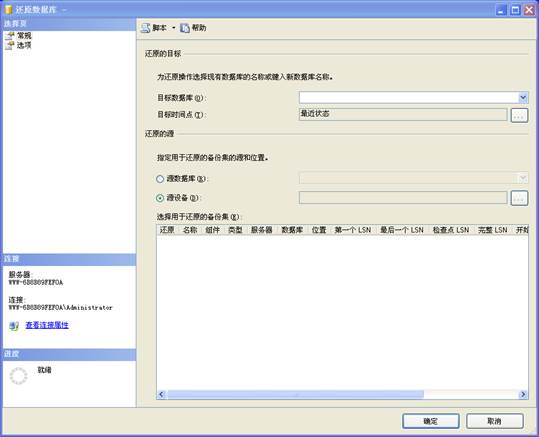 还原数据库 -
选择页
常规
选项
脚本 帮助
还原的目标
为还原操作选择现有数据库的名称或键入新数据库名称。
目标数据库(O):
目标时间点(T): 最近状态 ...
还原的源
指定用于还原的备份集的源和位置。
源数据库(R):
源设备(D): ...
选择用于还原的备份集(E):
还原 名称 组件 类型 服务器 数据库 位置 第一个 LSN 最后一个 LSN 检查点 LSN 完整 LSN 开始
连接
服务器:
WWW-6B8B89FEF0A
连接:
WWW-6B8B89FEF0A\Administrator
查看连接属性
进度
就绪
确定 取消